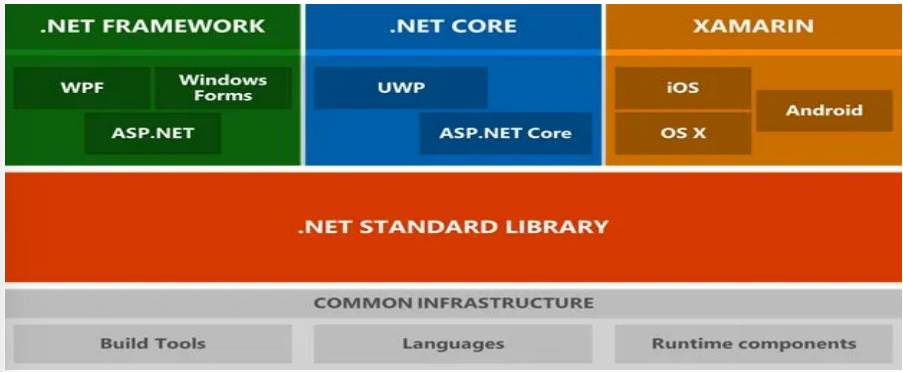 .NET FRAMEWORK
.NET CORE
XAMARIN
WPF
Windows
Forms
ASP.NET
UWP
ASP.NET Core
iOS
Android
OS X
.NET STANDARD LIBRARY
COMMON INFRASTRUCTURE
Build Tools
Languages
Runtime components